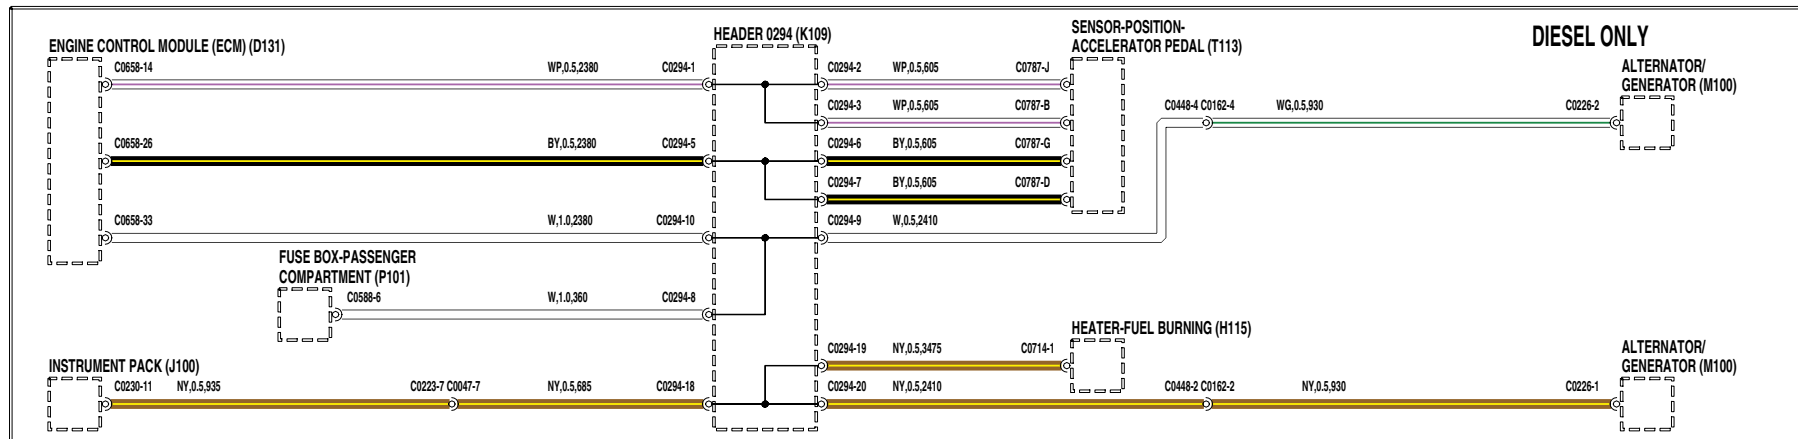 DIESEL ONLY
ENGINE CONTROL MODULE (ECM) (D131)
HEADER 0294 (K109)
SENSOR-POSITION-
ACCELERATOR PEDAL (T113)
ALTERNATOR/
GENERATOR (M100)
C0658-14 WP,0.5,2380 C0294-1 C0294-2 WP,0.5,605 C0787-J
C0294-3 WP,0.5,605 C0787-B C0448-4 C0162-4 WG,0.5,930 C0226-2
C0658-26 BY,0.5,2380 C0294-5 C0294-6 BY,0.5,605 C0787-G
C0294-7 BY,0.5,605 C0787-D
C0658-33 W,1.0,2380 C0294-10 C0294-9 W,0.5,2410
FUSE BOX-PASSENGER
COMPARTMENT (P101)
C0588-6 W,1.0,360 C0294-8
HEATER-FUEL BURNING (H115)
C0294-19 NY,0.5,3475 C0714-1
INSTRUMENT PACK (J100)
ALTERNATOR/
GENERATOR (M100)
C0230-11 NY,0.5,935 C0223-7 C0047-7 NY,0.5,685 C0294-18 C0294-20 NY,0.5,2410 C0448-2 C0162-2 NY,0.5,930 C0226-1